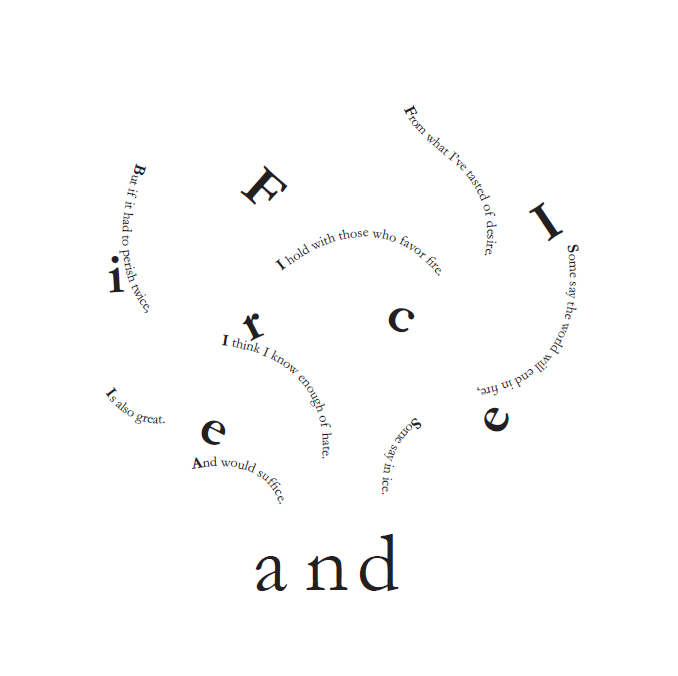 Fire
and
Ice
Some say the world will end in fire,
Some say in ice.
From what I've tasted of desire,
I hold with those who favor fire.
But if it had to perish twice,
I think I know enough of hate.
Is also great.
And would suffice.